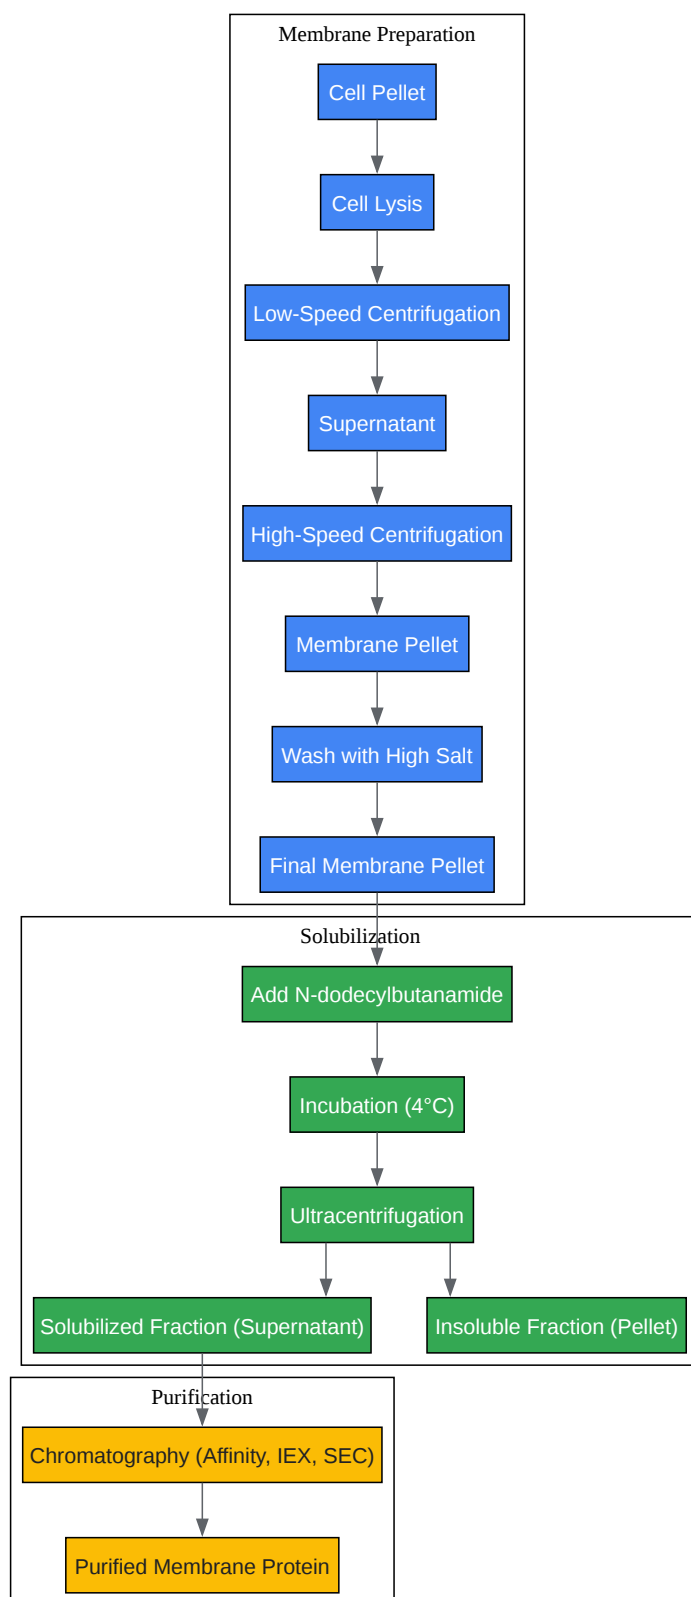 Membrane Preparation
Cell Pellet
Cell Lysis
Low-Speed Centrifugation
Supernatant
High-Speed Centrifugation
Membrane Pellet
Wash with High Salt
Final Membrane Pellet
Solubilization
Add N-dodecylbutanamide
Incubation (4°C)
Ultracentrifugation
Solubilized Fraction (Supernatant)
Insoluble Fraction (Pellet)
Purification
Chromatography (Affinity, IEX, SEC)
Purified Membrane Protein